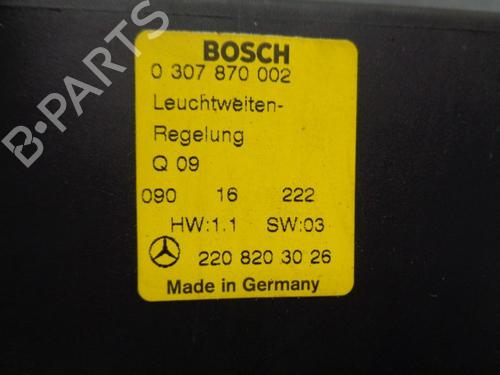 BOSCH
0 307 870 002
Leuchtweiten-
Regelung
Q 09
090 16 222
HW:1.1 SW:03
220 820 30 26
Made in Germany
B-PARTS